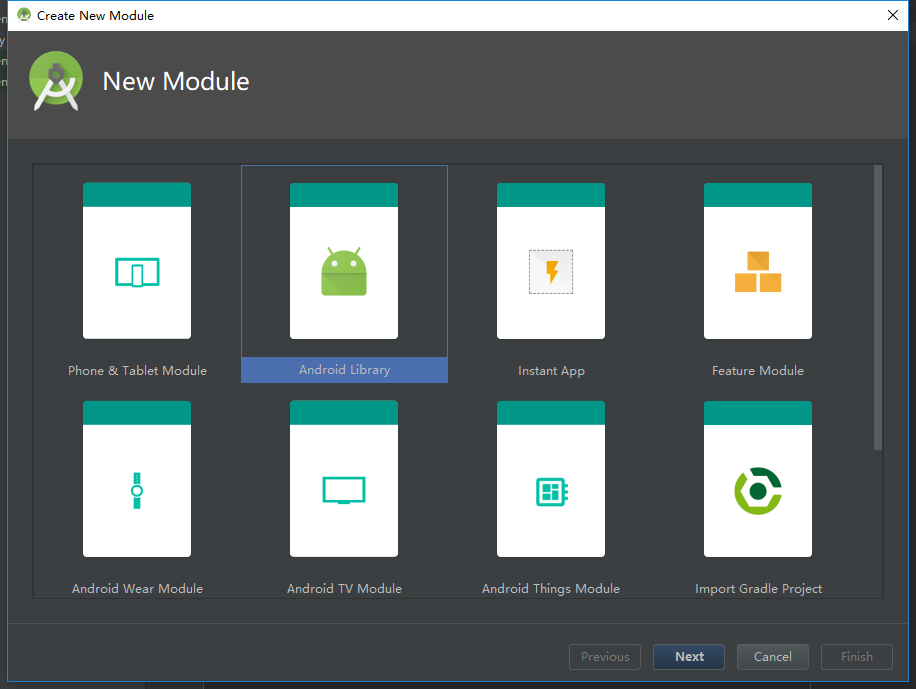 Create New Module
New Module
Phone & Tablet Module
Android Library
Instant App
Feature Module
Android Wear Module
Android TV Module
Android Things Module
Import Gradle Project
Previous
Next
Cancel
Finish